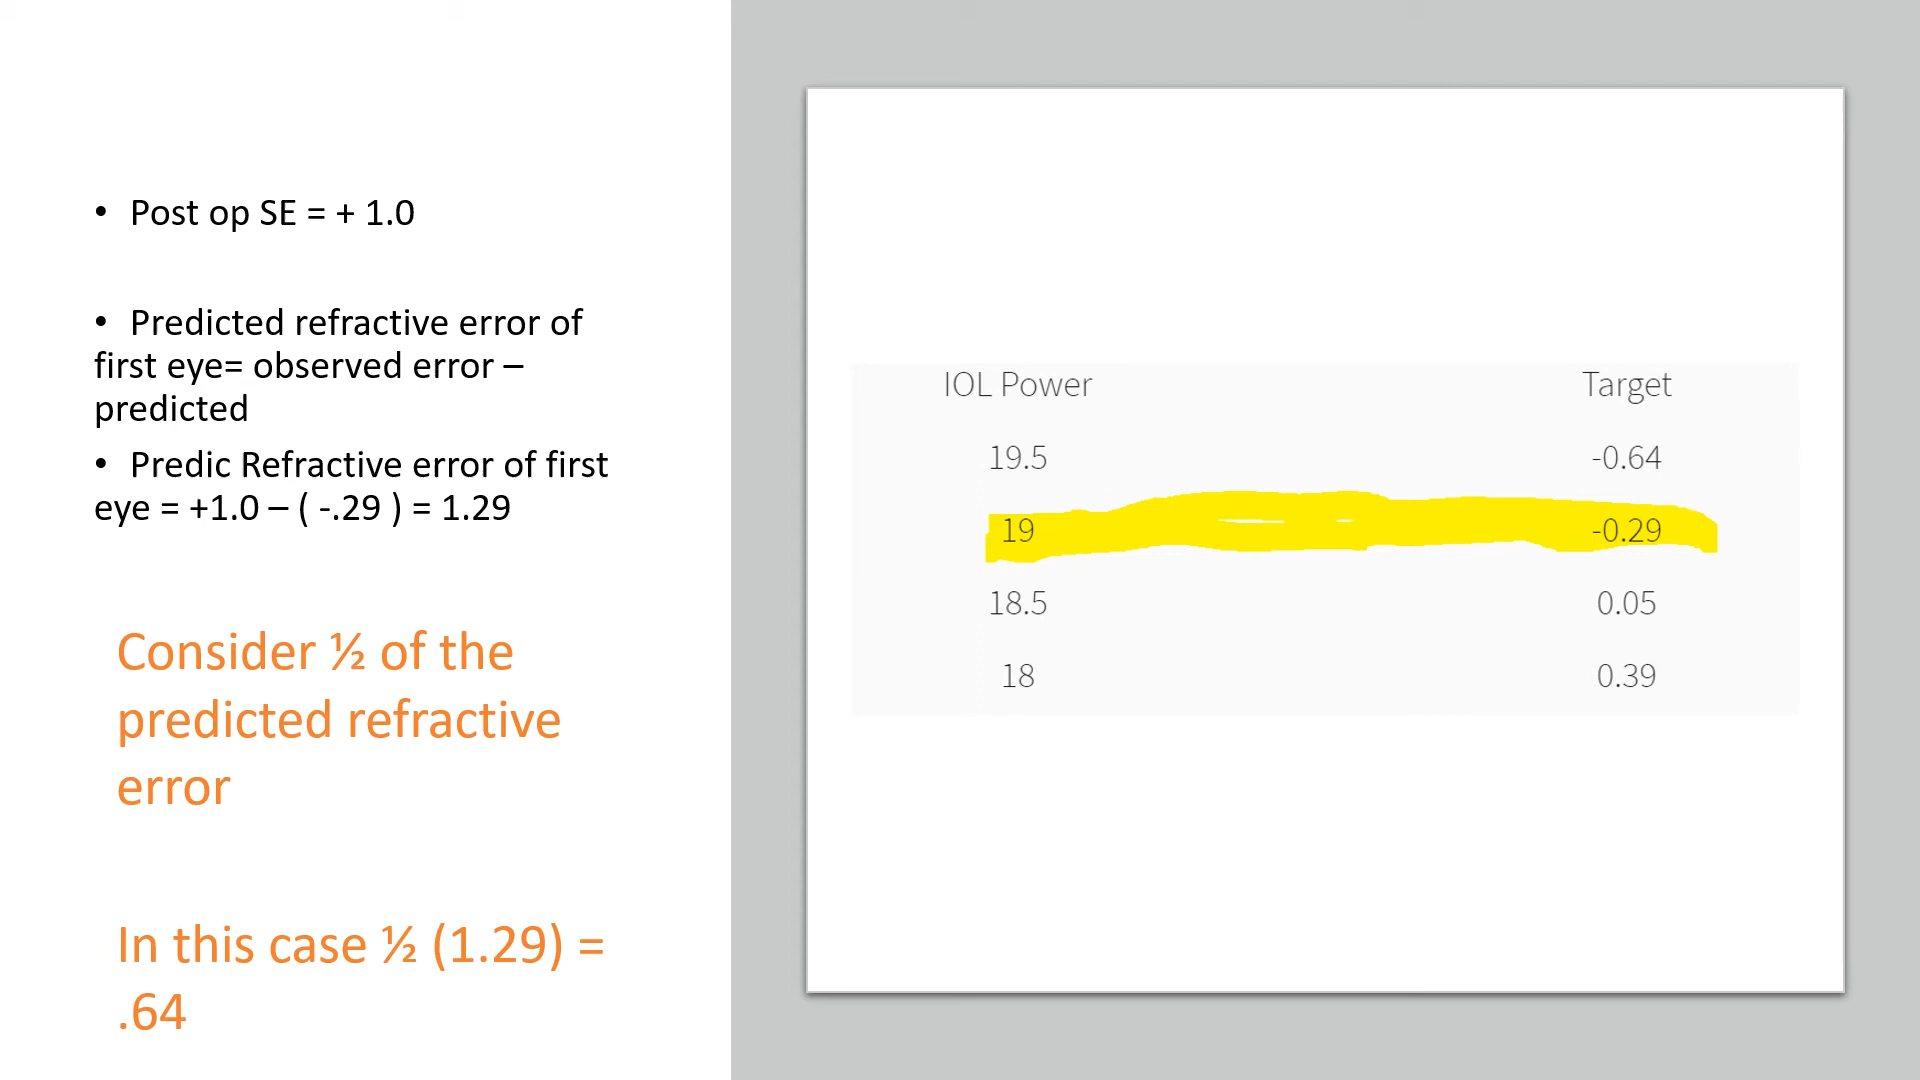 • Post op SE = + 1.0
• Predicted refractive error of
first eye= observed error –
predicted
• Predic Refractive error of first
eye = +1.0 – ( -.29 ) = 1.29
Consider ½ of the
predicted refractive
error
In this case ½ (1.29) =
.64
IOL Power Target
19.5 -0.64
19 -0.29
18.5 0.05
18 0.39